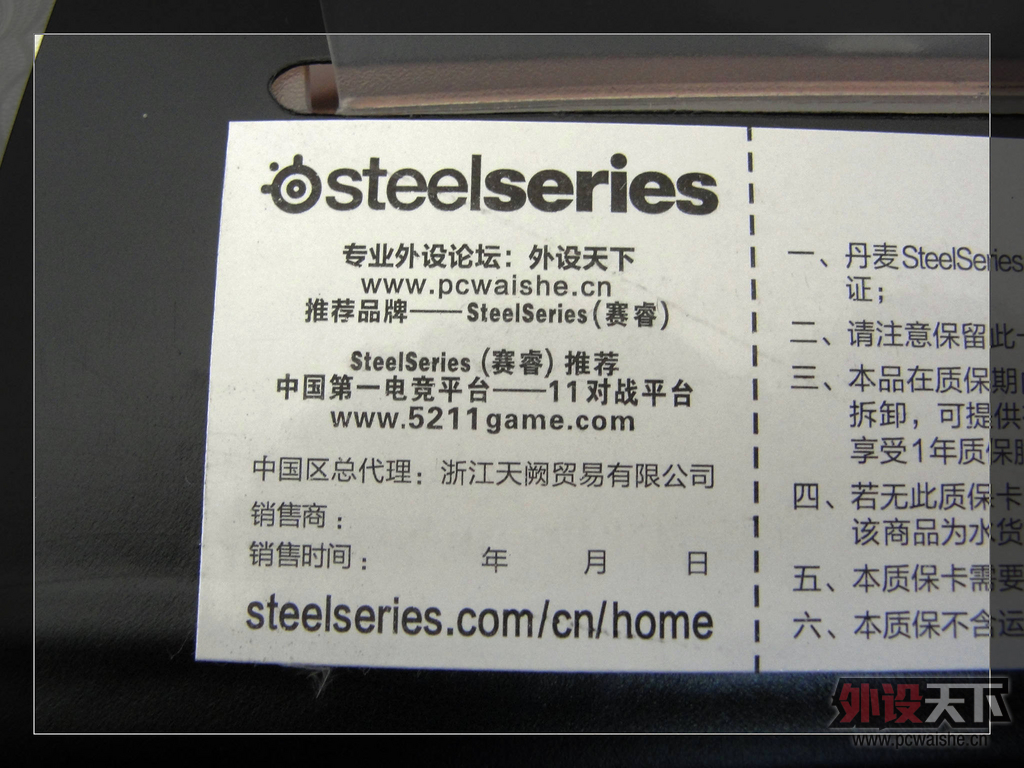 steelseries
专业外设论坛：外设天下
www.pcwaishe.cn
推荐品牌——SteelSeries（赛睿）
SteelSeries（赛睿）推荐
中国第一电竞平台——11对战平台
www.5211game.com
中国区总代理：浙江天阙贸易有限公司
销售商：
销售时间： 年 月 日
steelseries.com/cn/home
一、丹麦SteelSeries
证；
二、请注意保留此
三、本品在质保期
拆卸，可提供
享受1年质保服
四、若无此质保卡
该商品为水货
五、本质保卡需要
六、本质保不含运
外设天下
www.pcwaishe.cn